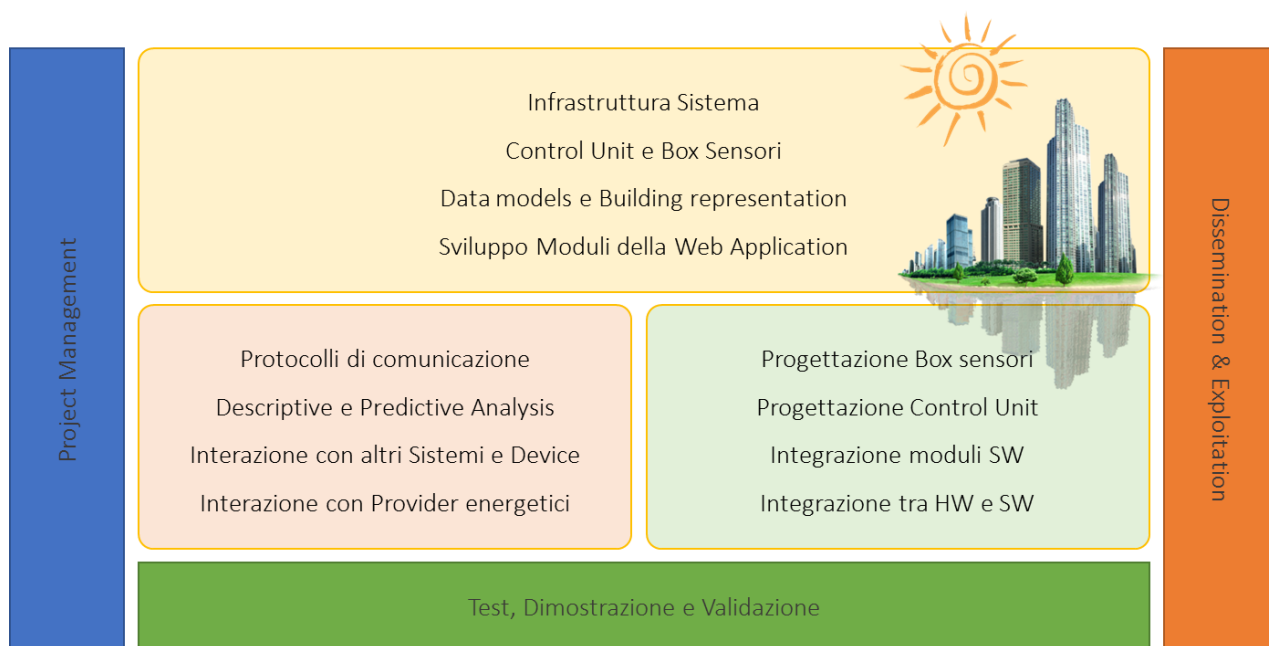 Project Management
Infrastruttura Sistema
Control Unit e Box Sensori
Data models e Building representation
Sviluppo Moduli della Web Application
Protocolli di comunicazione
Descriptive e Predictive Analysis
Interazione con altri Sistemi e Device
Interazione con Provider energetici
Progettazione Box sensori
Progettazione Control Unit
Integrazione moduli SW
Integrazione tra HW e SW
Test, Dimostrazione e Validazione
Dissemination & Exploitation